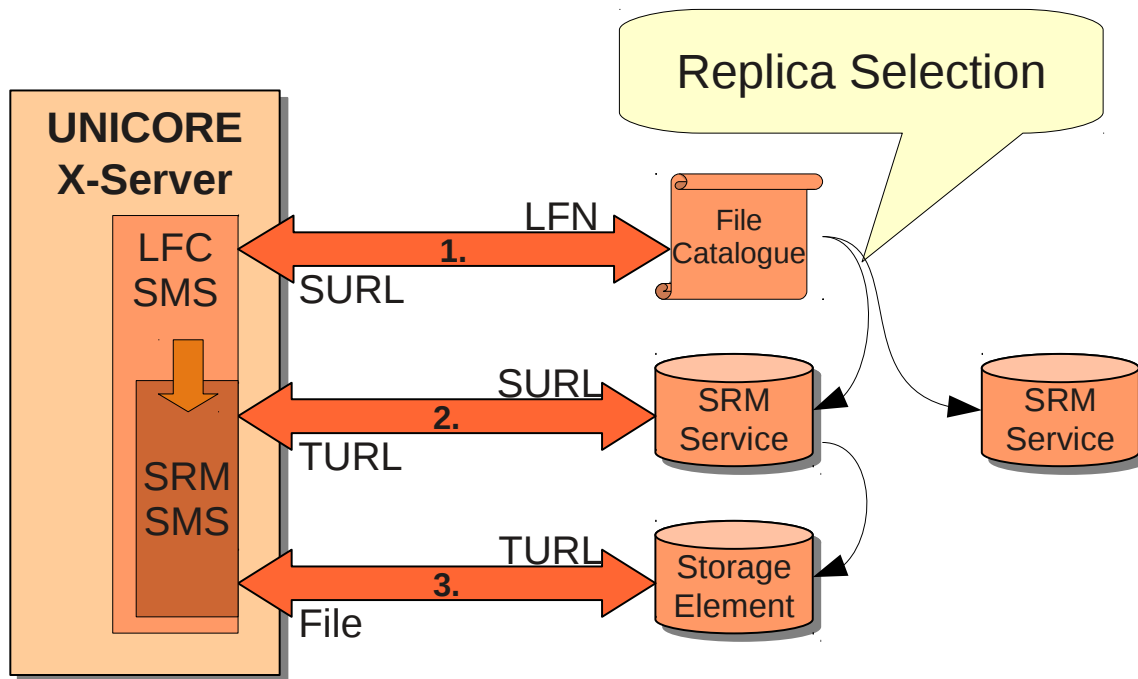 Replica Selection
UNICORE
X-Server
LFC
SMS
LFN
1.
SURL
File
Catalogue
SURL
2.
TURL
SRM
Service
SRM
Service
SRM
SMS
TURL
3.
File
Storage
Element